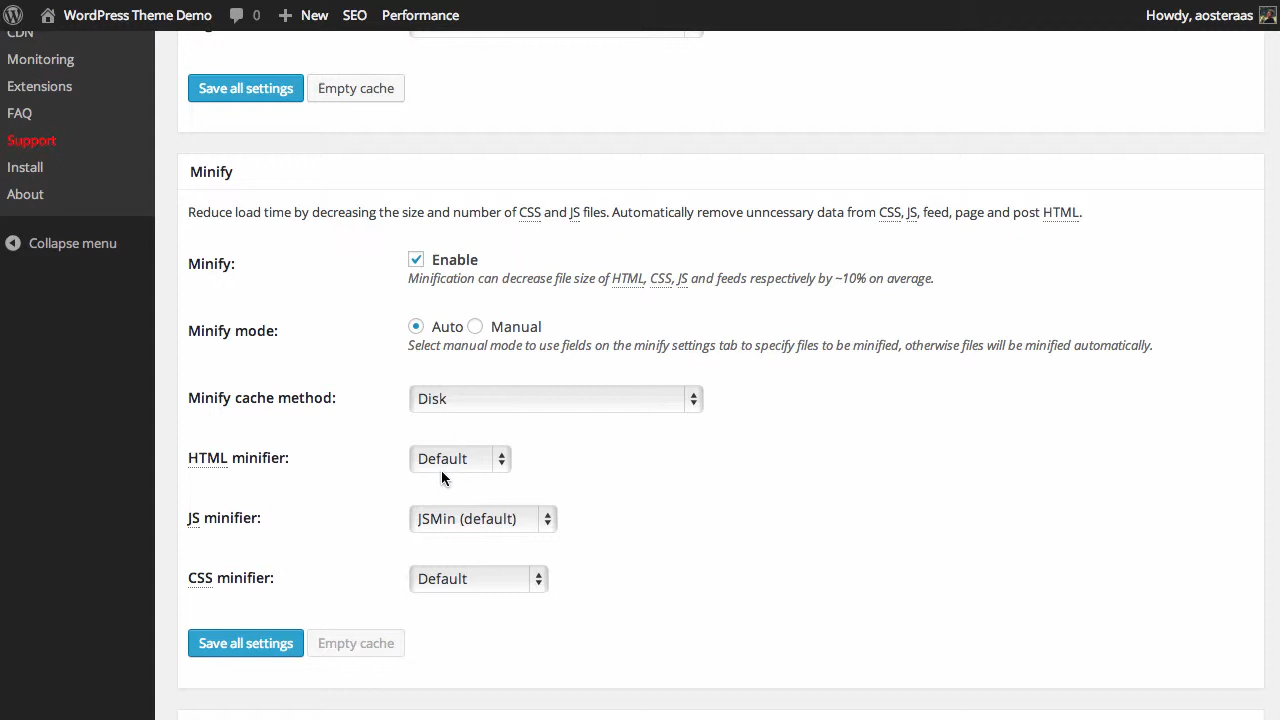 WordPress Theme Demo 0 New SEO Performance Howdy, aosteraas
CDN
Monitoring
Extensions
FAQ
Support
Install
About
Collapse menu
Save all settings Empty cache
Minify
Reduce load time by decreasing the size and number of CSS and JS files. Automatically remove unncessary data from CSS, JS, feed, page and post HTML.
Minify: Enable
Minification can decrease file size of HTML, CSS, JS and feeds respectively by ~10% on average.
Minify mode: Auto Manual
Select manual mode to use fields on the minify settings tab to specify files to be minified, otherwise files will be minified automatically.
Minify cache method: Disk
HTML minifier: Default
JS minifier: JSMin (default)
CSS minifier: Default
Save all settings Empty cache